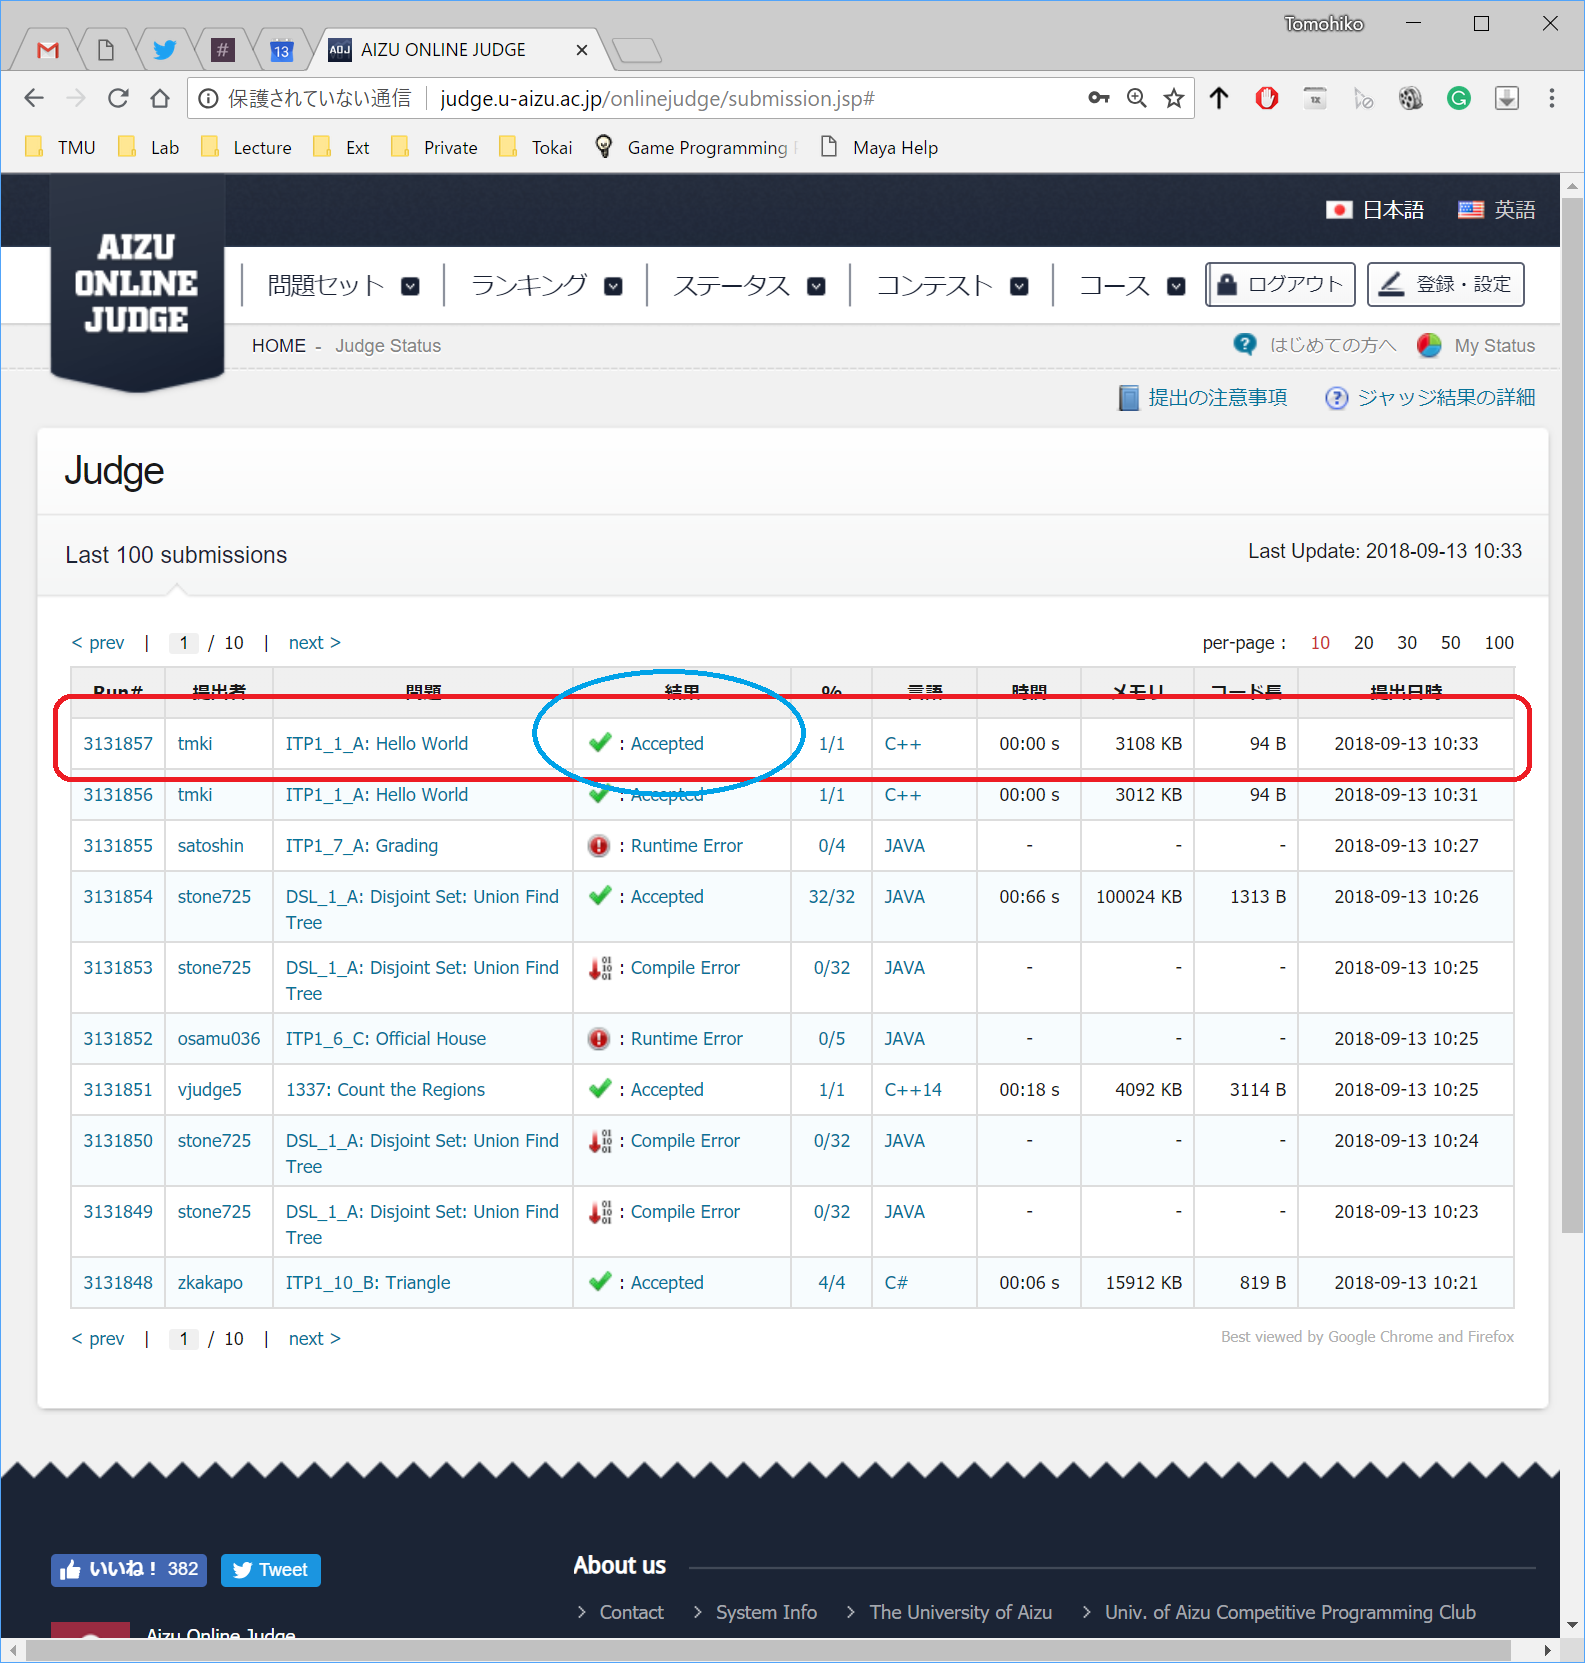 Tomohiko
AIZU ONLINE JUDGE
保護されていない通信 judge.u-aizu.ac.jp/onlinejudge/submission.jsp#
TMU Lab Lecture Ext Private Tokai Game Programming Maya Help
日本語 英語
AIZU
ONLINE
JUDGE
問題セット ランキング ステータス コンテスト コース ログアウト 登録・設定
HOME - Judge Status はじめての方へ My Status
提出の注意事項 ジャッジ結果の詳細
Judge
Last 100 submissions Last Update: 2018-09-13 10:33
< prev | 1 / 10 | next > per-page : 10 20 30 50 100
Run# 提出者 問題 結果 % 言語 時間 メモリ コード長 提出日時
3131857 tmki ITP1_1_A: Hello World : Accepted 1/1 C++ 00:00 s 3108 KB 94 B 2018-09-13 10:33
3131856 tmki ITP1_1_A: Hello World : Accepted 1/1 C++ 00:00 s 3012 KB 94 B 2018-09-13 10:31
3131855 satoshin ITP1_7_A: Grading : Runtime Error 0/4 JAVA - - - 2018-09-13 10:27
3131854 stone725 DSL_1_A: Disjoint Set: Union Find Tree : Accepted 32/32 JAVA 00:66 s 100024 KB 1313 B 2018-09-13 10:26
3131853 stone725 DSL_1_A: Disjoint Set: Union Find Tree : Compile Error 0/32 JAVA - - - 2018-09-13 10:25
3131852 osamu036 ITP1_6_C: Official House : Runtime Error 0/5 JAVA - - - 2018-09-13 10:25
3131851 vjudge5 1337: Count the Regions : Accepted 1/1 C++14 00:18 s 4092 KB 3114 B 2018-09-13 10:25
3131850 stone725 DSL_1_A: Disjoint Set: Union Find Tree : Compile Error 0/32 JAVA - - - 2018-09-13 10:24
3131849 stone725 DSL_1_A: Disjoint Set: Union Find Tree : Compile Error 0/32 JAVA - - - 2018-09-13 10:23
3131848 zkakapo ITP1_10_B: Triangle : Accepted 4/4 C# 00:06 s 15912 KB 819 B 2018-09-13 10:21
< prev | 1 / 10 | next > Best viewed by Google Chrome and Firefox
いいね！ 382 Tweet About us
> Contact > System Info > The University of Aizu > Univ. of Aizu Competitive Programming Club
Aizu Online Judge